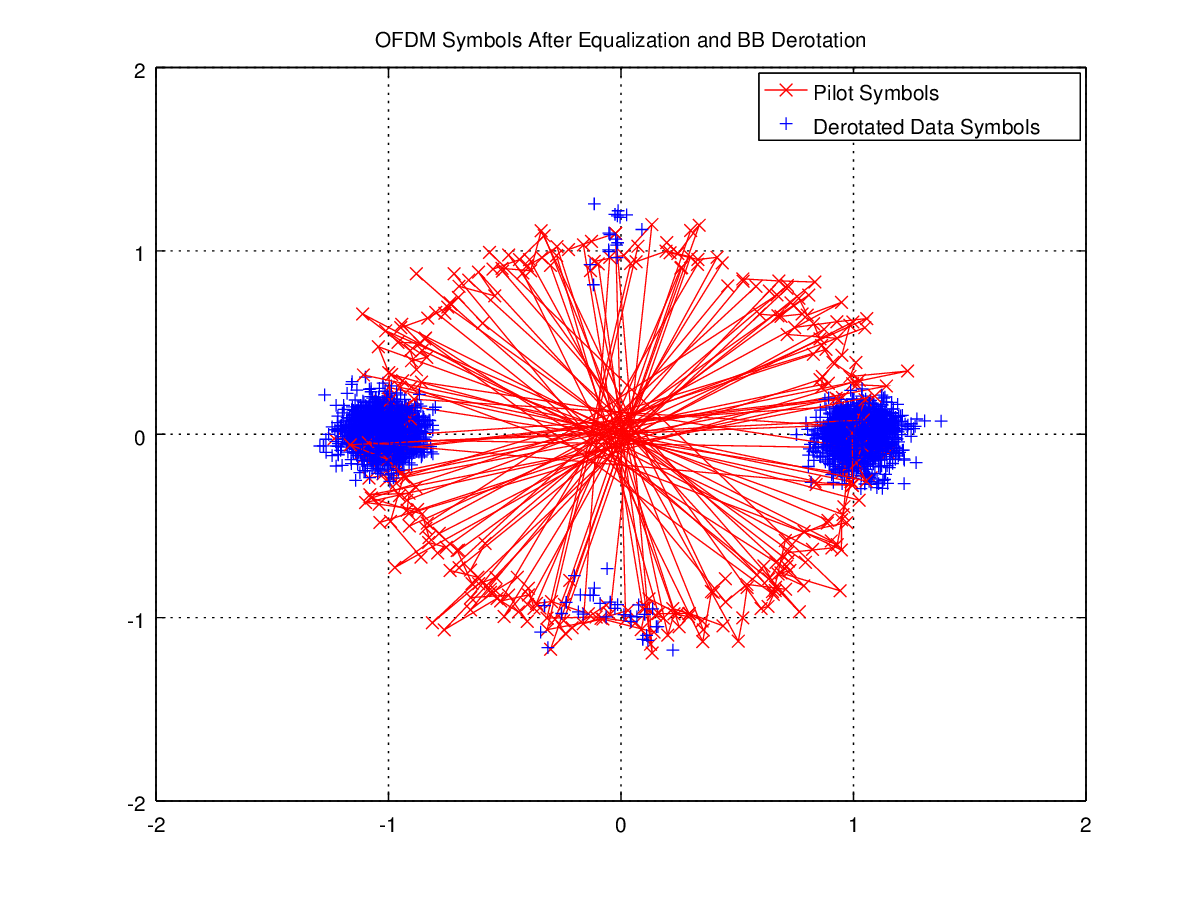 OFDM Symbols After Equalization and BB Derotation
2
Pilot Symbols
Derotated Data Symbols
1
0
-1
-2
-2 -1 0 1 2